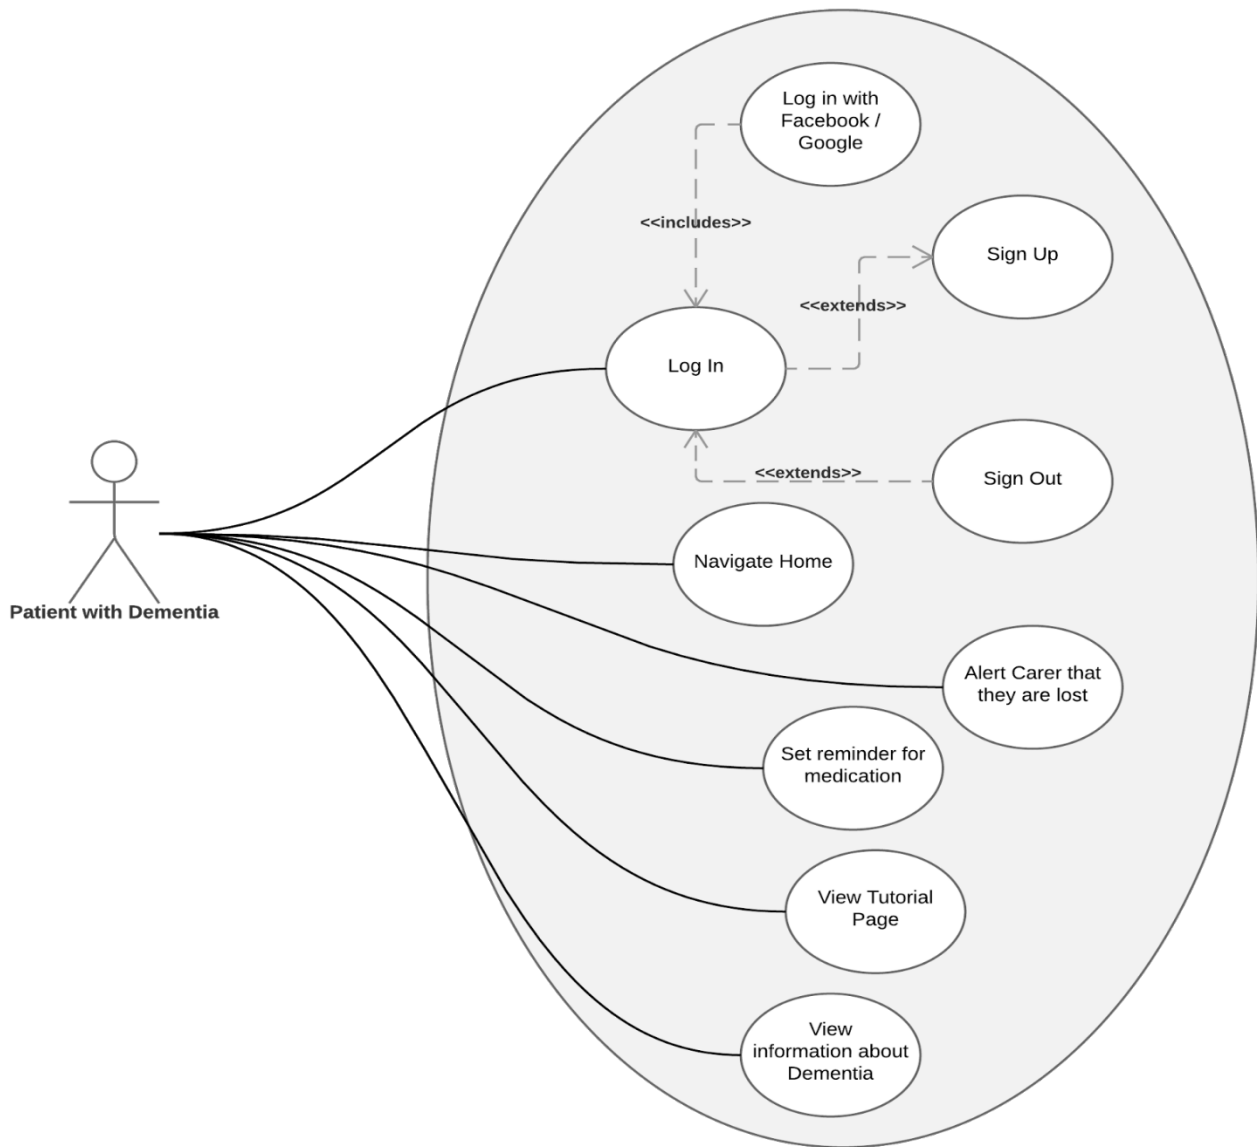 Log in with
Facebook /
Google
<<includes>>
Sign Up
<<extends>>
Log In
<<extends>>
Sign Out
Navigate Home
Patient with Dementia
Alert Carer that
they are lost
Set reminder for
medication
View Tutorial
Page
View
information about
Dementia